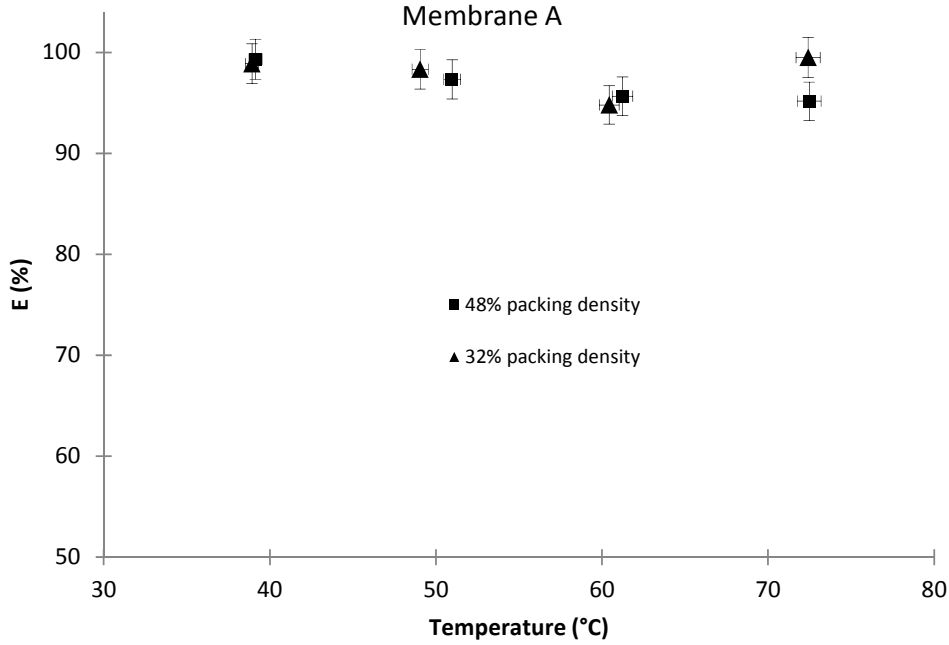 Membrane A
100
90
80
70
60
50
E (%)
48% packing density
32% packing density
30
40
50
60
70
80
Temperature (°C)